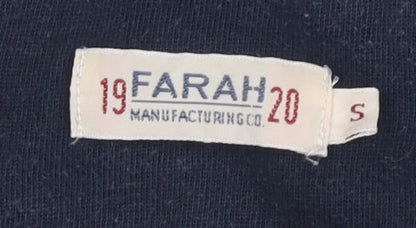 19 FARAH 20
MANUFACTURING CO.
S